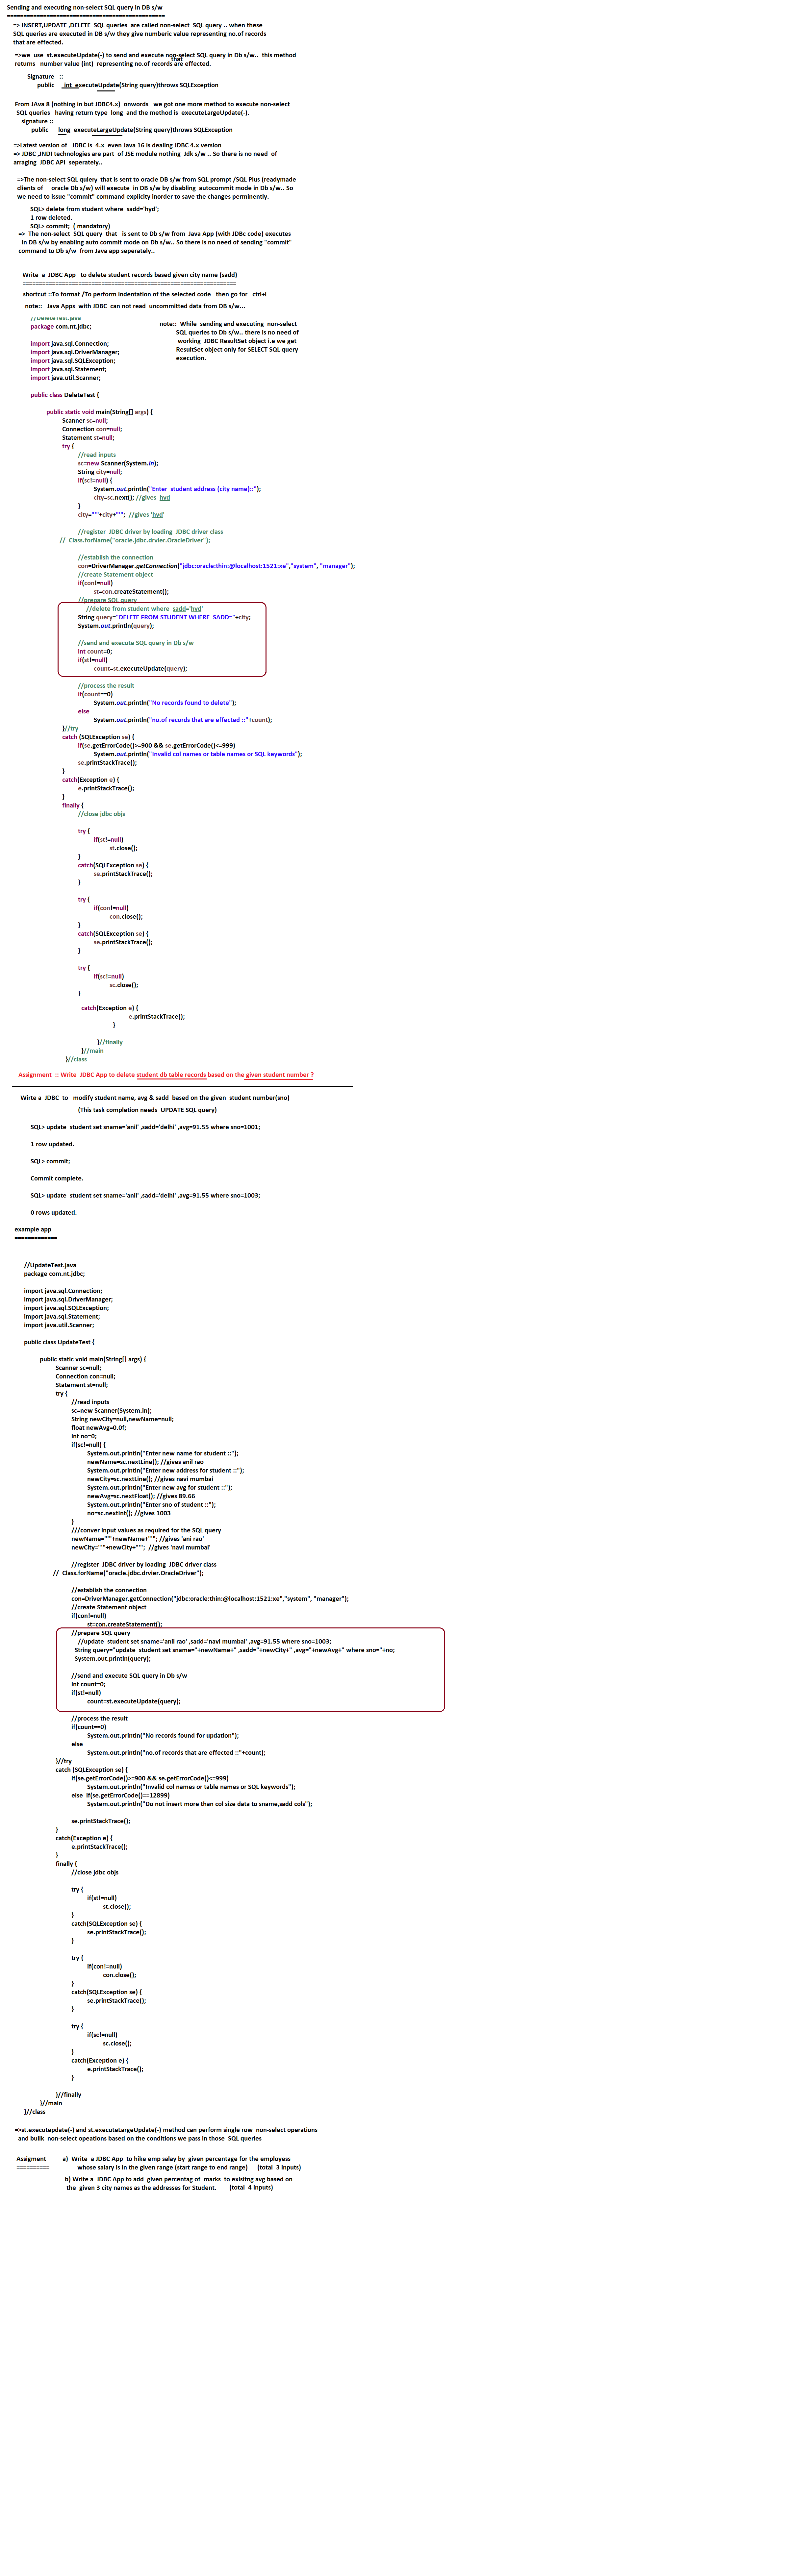 Sending and executing non-select SQL query in DB s/w
================================================
=> INSERT,UPDATE ,DELETE  SQL queries  are called non-select  SQL query .. when these
SQL queries are executed in DB s/w they give numberic value representing no.of records
that are effected.
=>we  use  st.executeUpdate(-) to send and execute non-select SQL query in Db s/w..  this method
returns   number value (int)  representing no.of records that are effected.
Signature   ::
public      int  executeUpdate(String query)throws SQLException
From JAva 8 (nothing in but JDBC4.x)  onwords   we got one more method to execute non-select
SQL queries   having return type  long  and the method is  executeLargeUpdate(-).
signature ::
public      long  executeLargeUpdate(String query)throws SQLException
=>Latest version of   JDBC is  4.x  even Java 16 is dealing JDBC 4.x version
=> JDBC ,JNDI technologies are  part of JSE module nothing  Jdk s/w .. So there is no need  of
arraging  JDBC API  seperately..
=>The non-select SQL quiery  that is sent to oracle DB s/w from SQL prompt /SQL Plus (readymade
clients of     oracle Db s/w) will execute  in DB s/w by disabling  autocommit mode in Db s/w.. So
we need to issue "commit" command explicity inorder to save the changes perminently.
SQL> delete from student where  sadd='hyd';
1 row deleted.
SQL> commit;  ( mandatory)
=>  The non-select  SQL query  that   is sent to Db s/w from  Java App (with JDBc code) executes
in DB s/w by enabling auto commit mode on Db s/w.. So there is no need of sending "commit"
command to Db s/w  from Java app seperately..
Write  a  JDBC App   to delete student records based given city name (sadd)
=================================================================
shortcut ::To format /To perform Indentation of the selected code   then go for   ctrl+i
note::   Java Apps  with JDBC  can not read  uncommitted data from DB s/w...
//DeleteTest.java
package com.nt.jdbc;
note::  While  sending and executing  non-select
SQL queries to Db s/w.. there is no need of
working  JDBC ResultSet object i.e we get
ResultSet object only for SELECT SQL query
execution.
import java.sql.Connection;
import java.sql.DriverManager;
import java.sql.SQLException;
import java.sql.Statement;
import java.util.Scanner;
public class DeleteTest {
public static void main(String[] args) {
Scanner sc=null;
Connection con=null;
Statement st=null;
try {
//read inputs
sc=new Scanner(System.in);
String city=null;
if(sc!=null) {
System.out.println("Enter  student address (city name)::");
city=sc.next(); //gives  hyd
}
city="'"+city+"'";  //gives 'hyd'
//register  JDBC driver by loading  JDBC driver class
//  Class.forName("oracle.jdbc.drvier.OracleDriver");
//establish the connection
con=DriverManager.getConnection("jdbc:oracle:thin:@localhost:1521:xe","system", "manager");
//create Statement object
if(con!=null)
st=con.createStatement();
//prepare SQL query
//delete from student where  sadd='hyd'
String query="DELETE FROM STUDENT WHERE  SADD="+city;
System.out.println(query);
//send and execute SQL query in Db s/w
int count=0;
if(st!=null)
count=st.executeUpdate(query);
//process the result
if(count==0)
System.out.println("No records found to delete");
else
System.out.println("no.of records that are effected ::"+count);
}//try
catch (SQLException se) {
if(se.getErrorCode()>=900 && se.getErrorCode()<=999)
System.out.println("Invalid col names or table names or SQL keywords");
se.printStackTrace();
}
catch(Exception e) {
e.printStackTrace();
}
finally {
//close jdbc objs
try {
if(st!=null)
st.close();
}
catch(SQLException se) {
se.printStackTrace();
}
try {
if(con!=null)
con.close();
}
catch(SQLException se) {
se.printStackTrace();
}
try {
if(sc!=null)
sc.close();
}
catch(Exception e) {
e.printStackTrace();
}
}//finally
}//main
}//class
Assignment  :: Write  JDBC App to delete student db table records based on the given student number ?
Wirte a  JDBC  to   modify student name, avg & sadd  based on the given  student number(sno)
(This task completion needs  UPDATE SQL query)
SQL> update  student set sname='anil' ,sadd='delhi' ,avg=91.55 where sno=1001;
1 row updated.
SQL> commit;
Commit complete.
SQL> update  student set sname='anil' ,sadd='delhi' ,avg=91.55 where sno=1003;
0 rows updated.
example app
=============
//UpdateTest.java
package com.nt.jdbc;
import java.sql.Connection;
import java.sql.DriverManager;
import java.sql.SQLException;
import java.sql.Statement;
import java.util.Scanner;
public class UpdateTest {
public static void main(String[] args) {
Scanner sc=null;
Connection con=null;
Statement st=null;
try {
//read inputs
sc=new Scanner(System.in);
String newCity=null,newName=null;
float newAvg=0.0f;
int no=0;
if(sc!=null) {
System.out.println("Enter new name for student ::");
newName=sc.nextLine(); //gives anil rao
System.out.println("Enter new address for student ::");
newCity=sc.nextLine(); //gives navi mumbai
System.out.println("Enter new avg for student ::");
newAvg=sc.nextFloat(); //gives 89.66
System.out.println("Enter sno of student ::");
no=sc.nextInt(); //gives 1003
}
///conver input values as required for the SQL query
newName="'"+newName+"'"; //gives 'ani rao'
newCity="'"+newCity+"'";  //gives 'navi mumbai'
//register  JDBC driver by loading  JDBC driver class
//  Class.forName("oracle.jdbc.drvier.OracleDriver");
//establish the connection
con=DriverManager.getConnection("jdbc:oracle:thin:@localhost:1521:xe","system", "manager");
//create Statement object
if(con!=null)
st=con.createStatement();
//prepare SQL query
//update  student set sname='anil rao' ,sadd='navi mumbai' ,avg=91.55 where sno=1003;
String query="update  student set sname="+newName+" ,sadd="+newCity+" ,avg="+newAvg+" where sno="+no;
System.out.println(query);
//send and execute SQL query in Db s/w
int count=0;
if(st!=null)
count=st.executeUpdate(query);
//process the result
if(count==0)
System.out.println("No records found for updation");
else
System.out.println("no.of records that are effected ::"+count);
}//try
catch (SQLException se) {
if(se.getErrorCode()>=900 && se.getErrorCode()<=999)
System.out.println("Invalid col names or table names or SQL keywords");
else  if(se.getErrorCode()==12899)
System.out.println("Do not insert more than col size data to sname,sadd cols");
se.printStackTrace();
}
catch(Exception e) {
e.printStackTrace();
}
finally {
//close jdbc objs
try {
if(st!=null)
st.close();
}
catch(SQLException se) {
se.printStackTrace();
}
try {
if(con!=null)
con.close();
}
catch(SQLException se) {
se.printStackTrace();
}
try {
if(sc!=null)
sc.close();
}
catch(Exception e) {
e.printStackTrace();
}
}//finally
}//main
}//class
=>st.executepdate(-) and st.executeLargeUpdate(-) method can perform single row  non-select operations
and bullk  non-select opeations based on the conditions we pass in those  SQL queries
Assigment          a)  Write  a JDBC App  to hike emp salay by  given percentage for the employess
==========          whose salary is in the given range (start range to end range)      (total  3 inputs)
b) Write a  JDBC App to add  given percentag of  marks  to exisitng avg based on
the  given 3 city names as the addresses for Student.        (total  4 inputs)